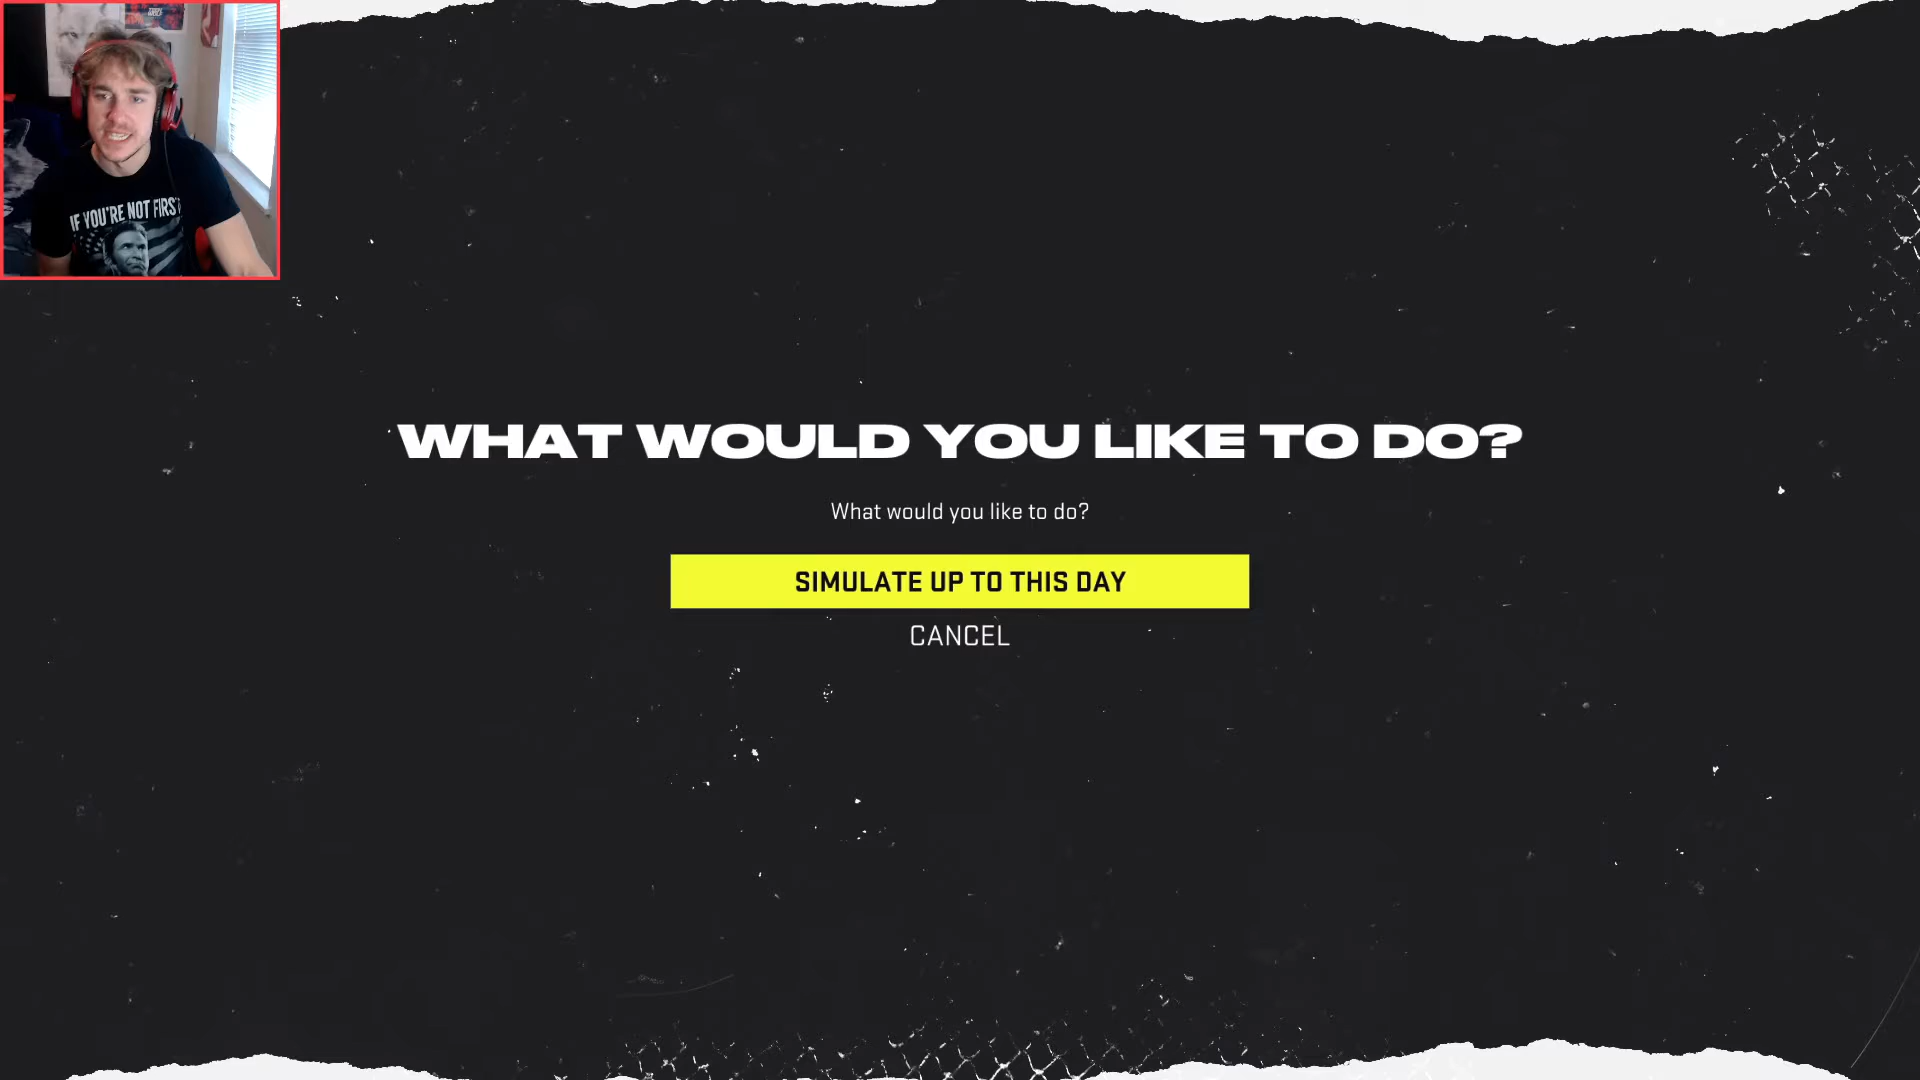 IF YOU'RE NOT FIRST
WHAT WOULD YOU LIKE TO DO?
What would you like to do?
SIMULATE UP TO THIS DAY
CANCEL